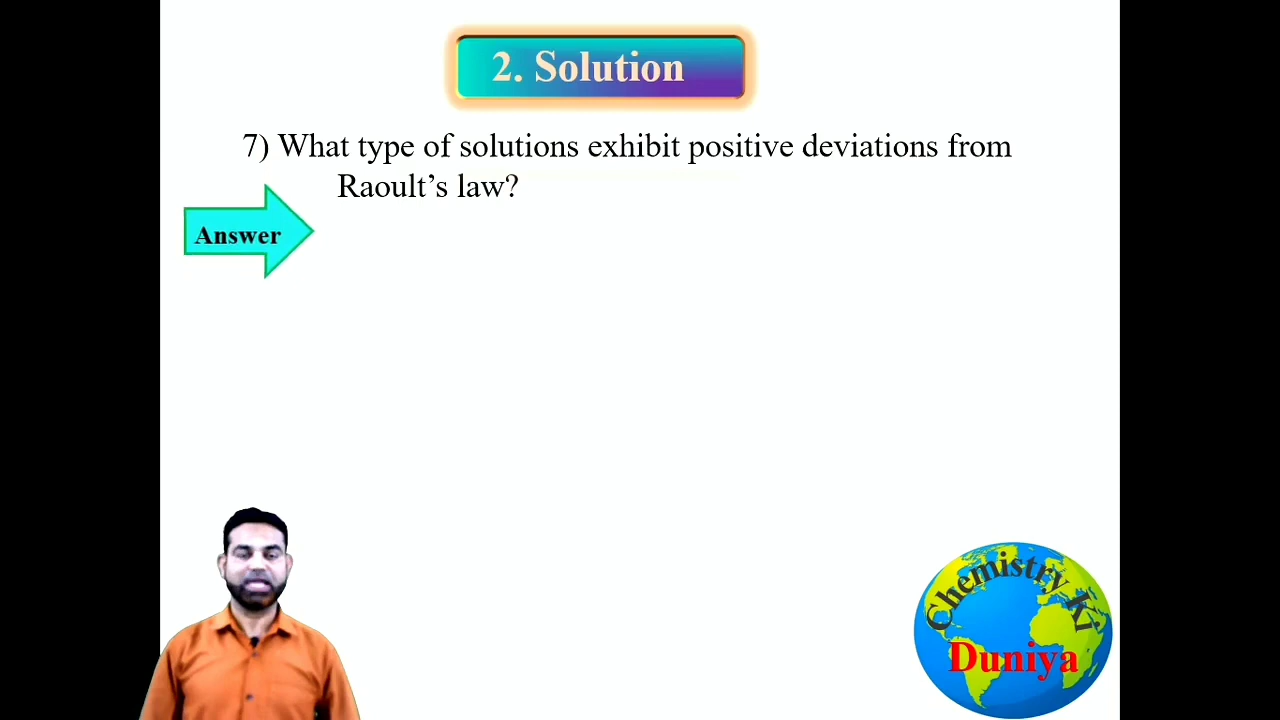 2. Solution
7) What type of solutions exhibit positive deviations from
Raoult’s law?
Answer
Chemistry Ki
Duniya